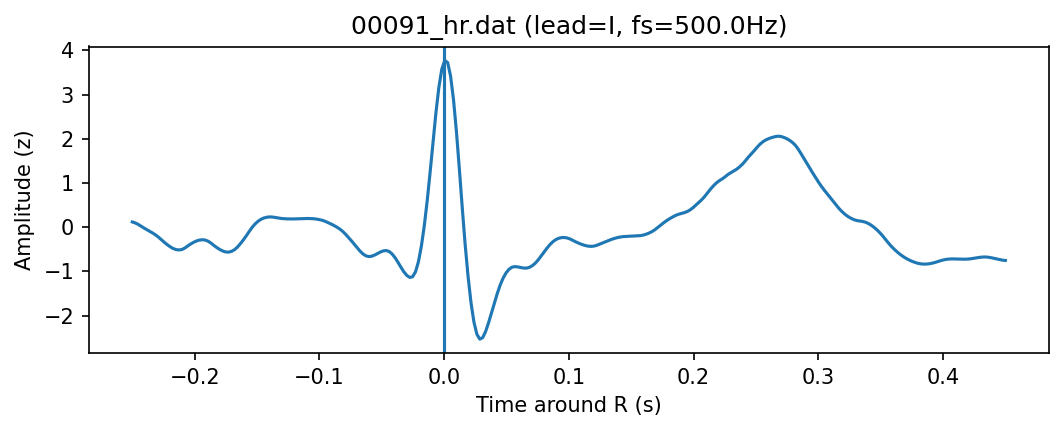 00091_hr.dat (lead=I, fs=500.0Hz)
4
3
2
1
0
−1
−2
Amplitude (z)
−0.2 −0.1 0.0 0.1 0.2 0.3 0.4
Time around R (s)